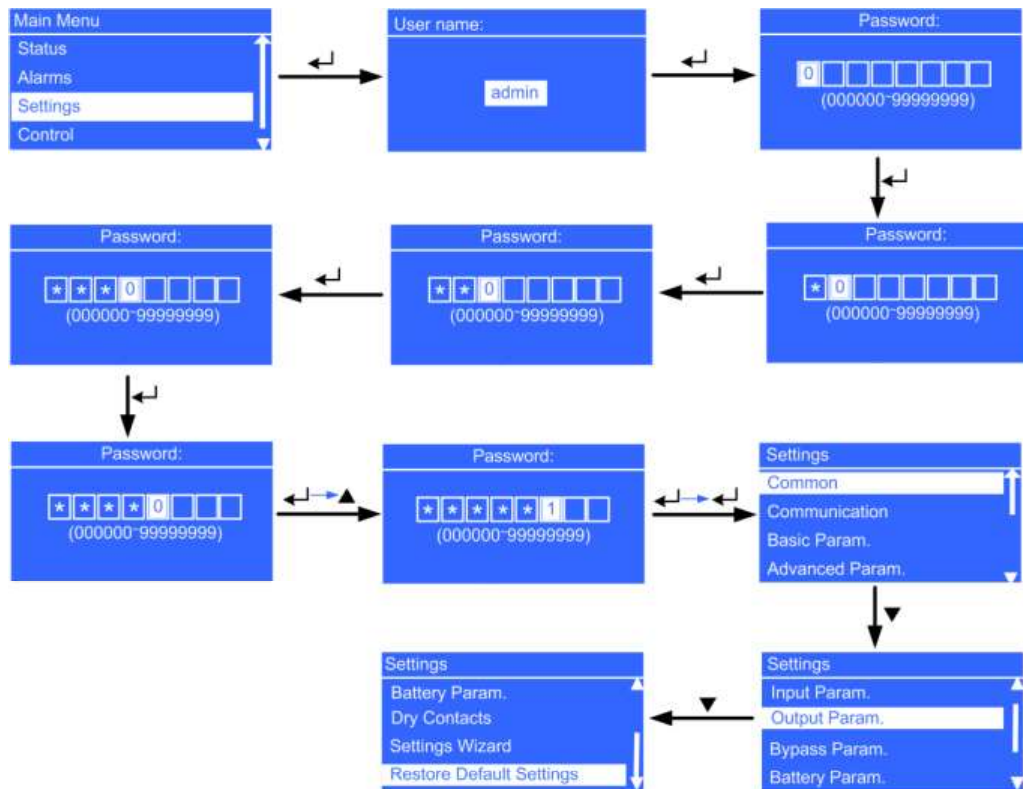 Main Menu
Status
Alarms
Settings
Control
User name:
admin
Password:
0
(000000~99999999)
Password:
* 0
(000000~99999999)
Password:
* * 0
(000000~99999999)
Password:
* * * 0
(000000~99999999)
Password:
* * * * 0
(000000~99999999)
Password:
* * * * * 1
(000000~99999999)
Settings
Common
Communication
Basic Param.
Advanced Param.
Settings
Input Param.
Output Param.
Bypass Param.
Battery Param.
Settings
Battery Param.
Dry Contacts
Settings Wizard
Restore Default Settings